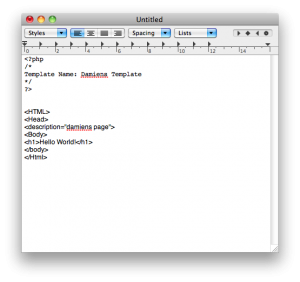 Untitled
Styles Spacing Lists
0 2 4 6 8 10 12 14
<?php
/*
Template Name: Damiens Template
*/
?>
<HTML>
<Head>
<description="damiens page">
<Body>
<h1>Hello World!</h1>
</body>
</Html>